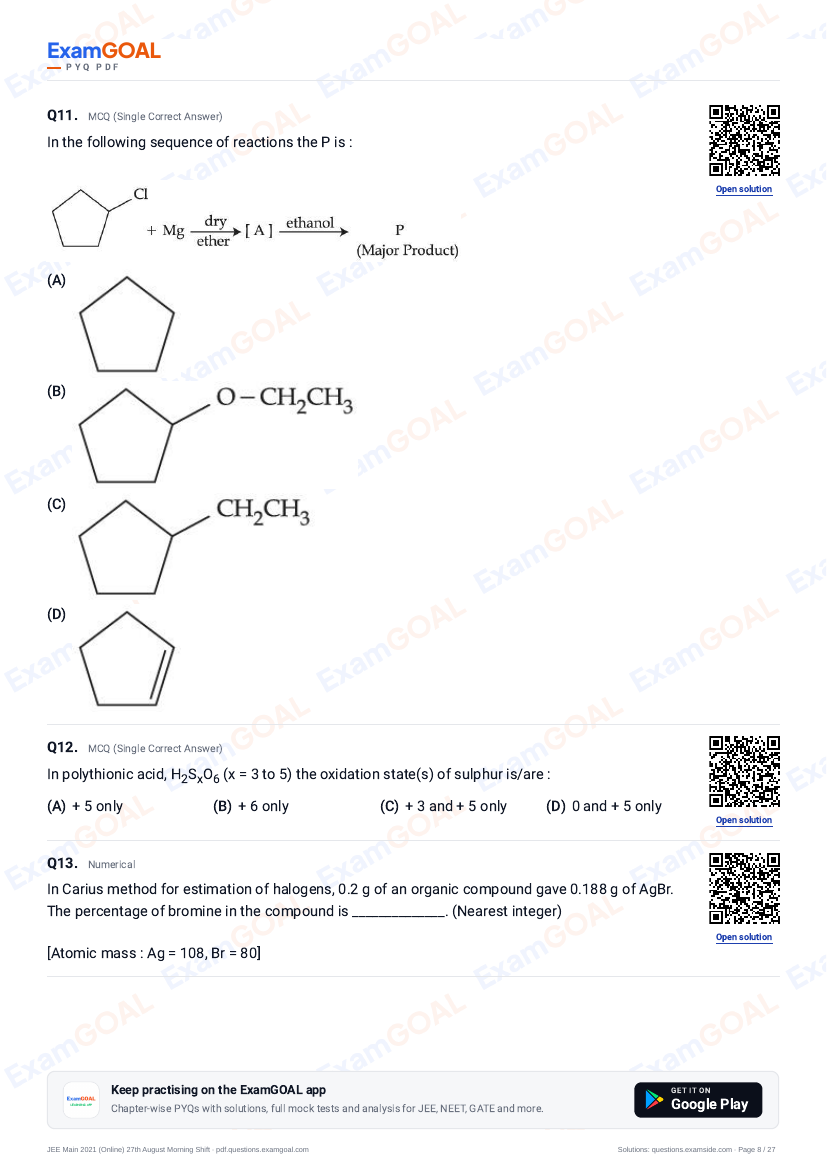 ExamGOAL
PYQ PDF
Q11. MCQ (Single Correct Answer)
In the following sequence of reactions the P is :
Open solution
Cl
+ Mg dry ether [ A ] ethanol P
(Major Product)
(A)
(B) O – CH2CH3
(C) CH2CH3
(D)
Q12. MCQ (Single Correct Answer)
In polythionic acid, H2SxO6 (x = 3 to 5) the oxidation state(s) of sulphur is/are :
(A) + 5 only (B) + 6 only (C) + 3 and + 5 only (D) 0 and + 5 only
Open solution
Q13. Numerical
In Carius method for estimation of halogens, 0.2 g of an organic compound gave 0.188 g of AgBr.
The percentage of bromine in the compound is ______________. (Nearest integer)
Open solution
[Atomic mass : Ag = 108, Br = 80]
ExamGOAL
Keep practising on the ExamGOAL app
Chapter-wise PYQs with solutions, full mock tests and analysis for JEE, NEET, GATE and more.
GET IT ON
Google Play
JEE Main 2021 (Online) 27th August Morning Shift · pdf.questions.examgoal.com
Solutions: questions.examside.com · Page 8 / 27